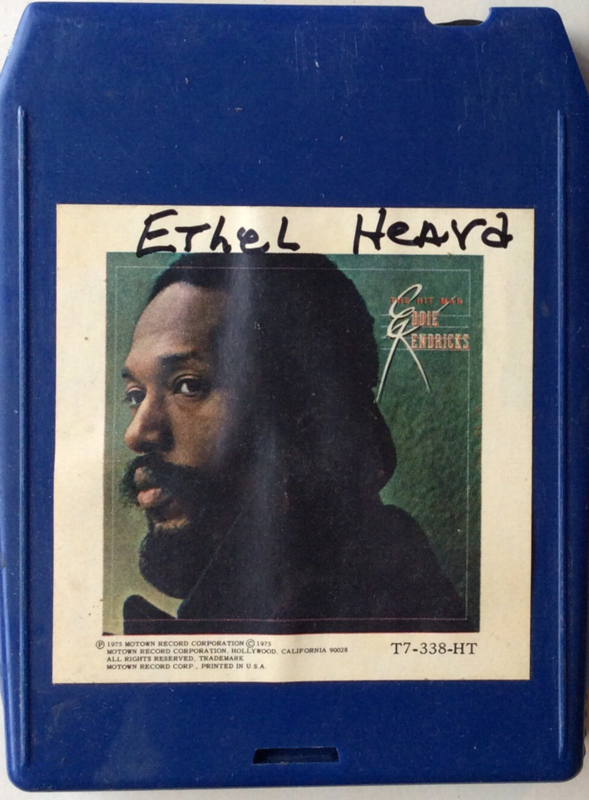 EThEL HEArd
THE HIT MAN
EDDIE
KENDRICKS
Ⓟ 1975 MOTOWN RECORD CORPORATION © 1975
MOTOWN RECORD CORPORATION, HOLLYWOOD, CALIFORNIA 90028
ALL RIGHTS RESERVED, TRADEMARK
MOTOWN RECORD CORP., PRINTED IN U.S.A.
T7-338-HT